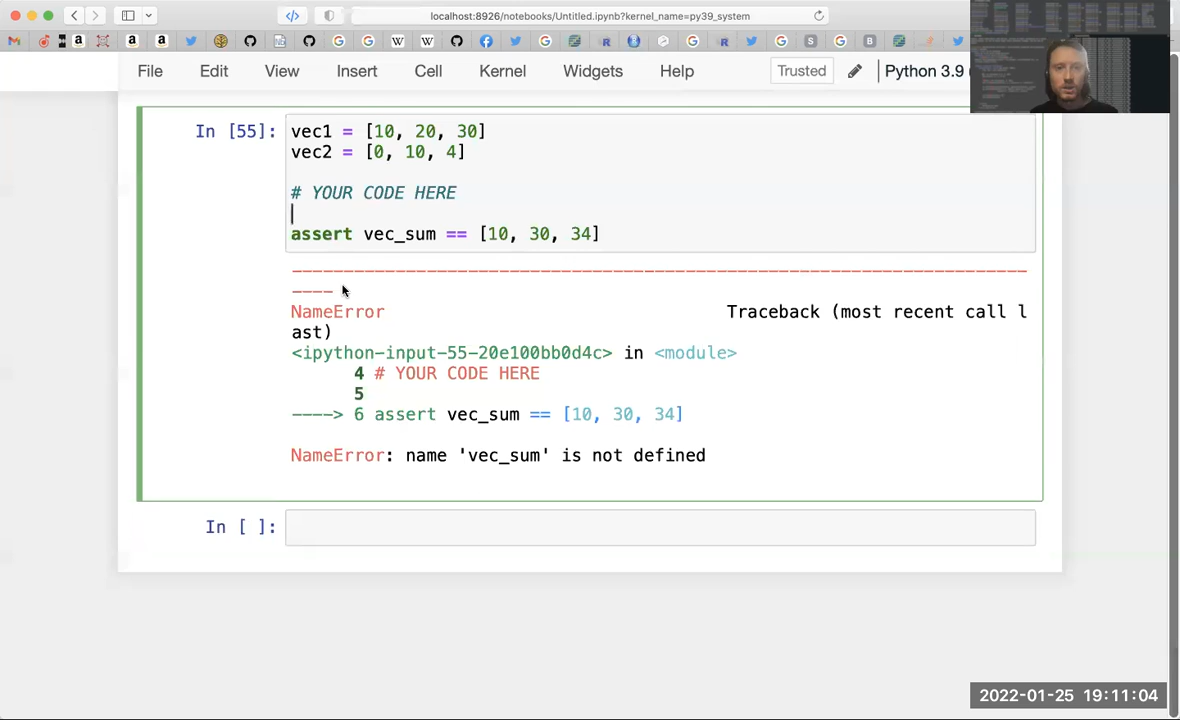 localhost:8926/notebooks/Untitled.ipynb?kernel_name=py39_system
File Edit View Insert Cell Kernel Widgets Help Trusted Python 3.9
In [55]: vec1 = [10, 20, 30]
vec2 = [0, 10, 4]
# YOUR CODE HERE
assert vec_sum == [10, 30, 34]
---------------------------------------------------------------------------
NameError Traceback (most recent call l
ast)
<ipython-input-55-20e100bb0d4c> in <module>
4 # YOUR CODE HERE
5
----> 6 assert vec_sum == [10, 30, 34]
NameError: name 'vec_sum' is not defined
In [ ]:
2022-01-25 19:11:04